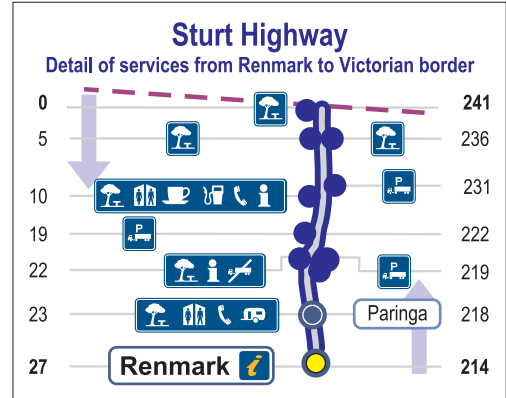 Sturt Highway
Detail of services from Renmark to Victorian border
0 241
5 236
10 P 231
19 P 222
22 P 219
23 Paringa 218
27 Renmark i 214